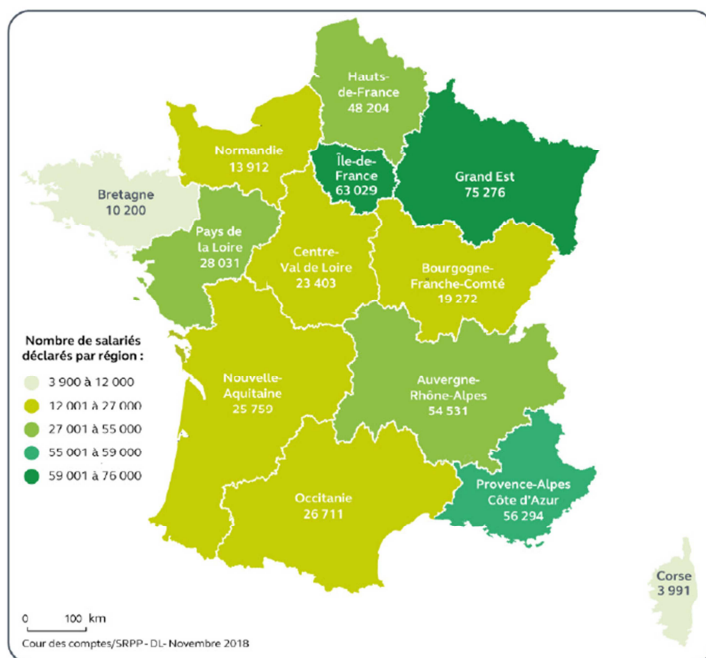 Hauts-
de-France
48 204
Normandie
13 912
Île-de-
France
63 029
Grand Est
75 276
Bretagne
10 200
Pays de
la Loire
28 031
Centre-
Val de Loire
23 403
Bourgogne-
Franche-Comté
19 272
Nombre de salariés
déclarés par région :
3 900 à 12 000
12 001 à 27 000
27 001 à 55 000
55 001 à 59 000
59 001 à 76 000
Nouvelle-
Aquitaine
25 759
Auvergne-
Rhône-Alpes
54 531
Occitanie
26 711
Provence-Alpes
Côte d'Azur
56 294
Corse
3 991
0 100 km
Cour des comptes/SRPP - DL- Novembre 2018